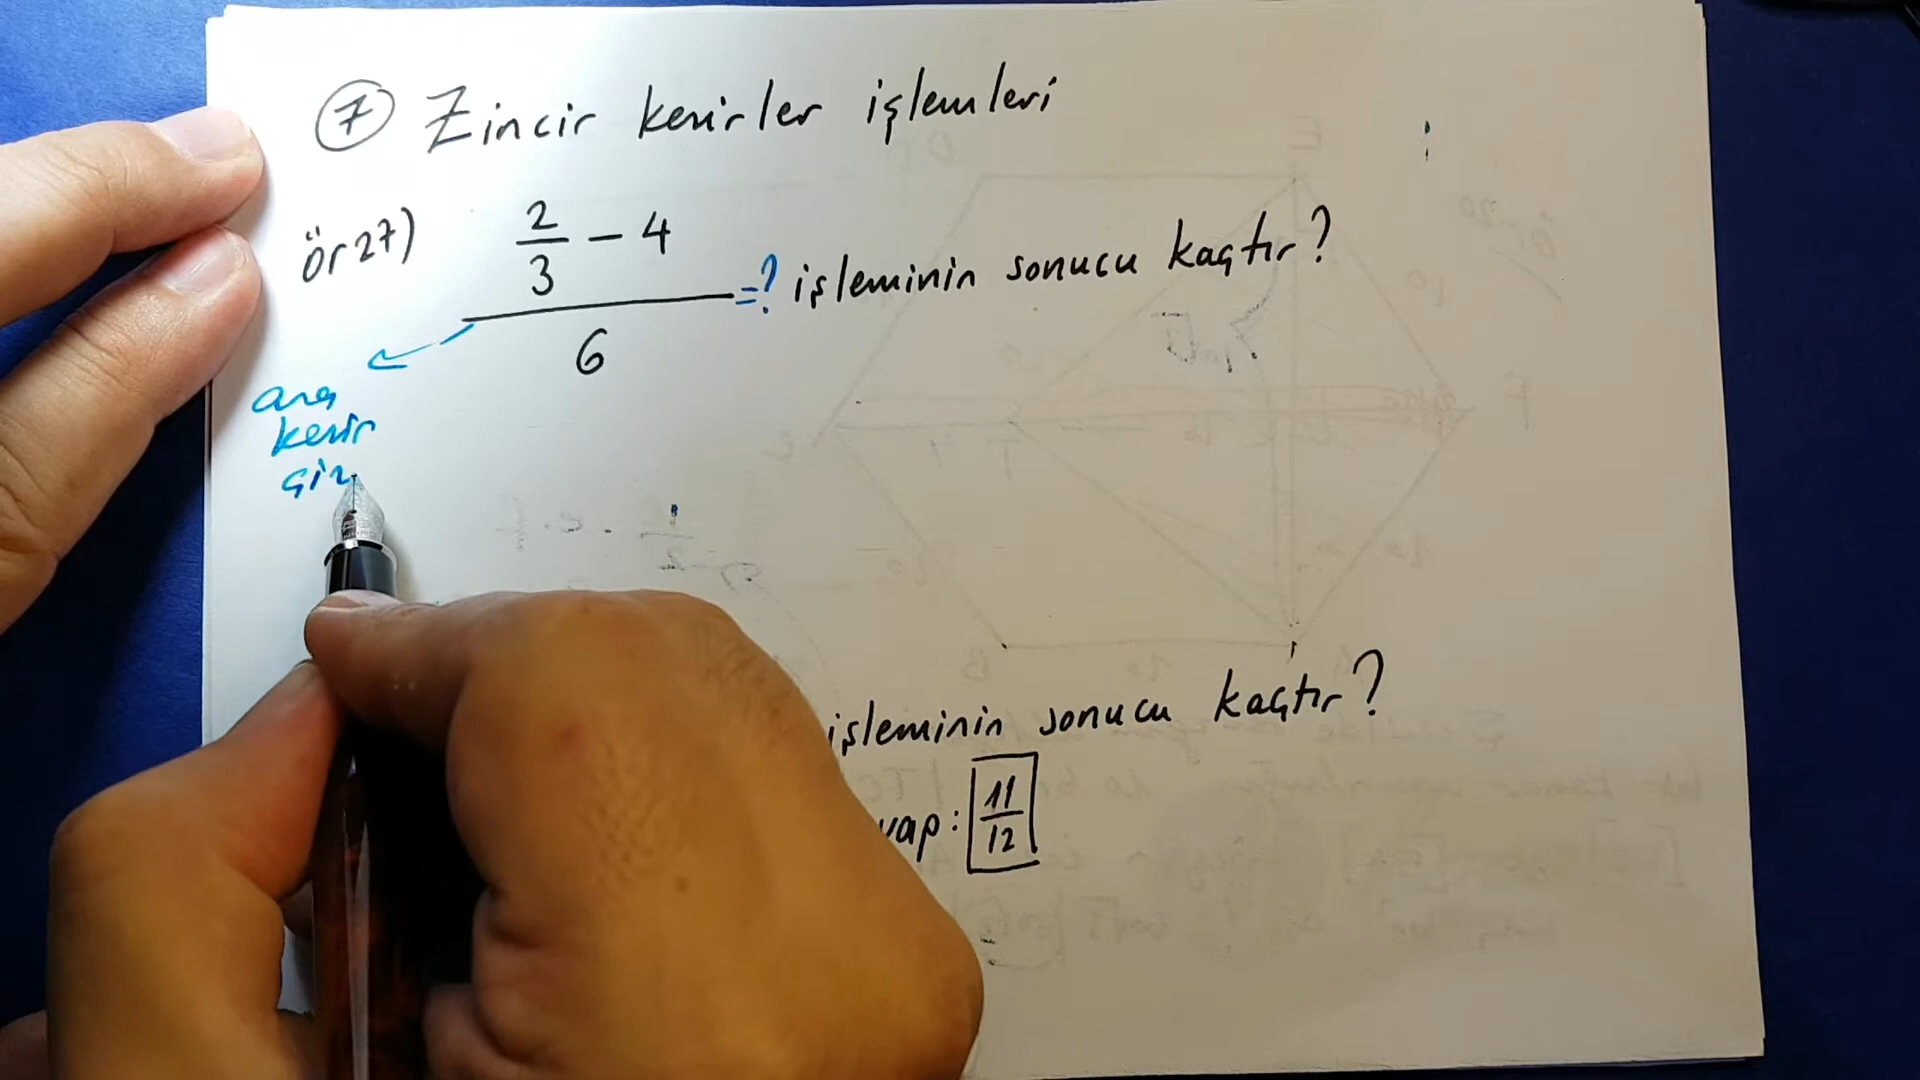 7 Zincir kesirler işlemleri
ör27) 2/3 - 4
=? işleminin sonucu kaçtır?
6
ana
kesir
çiz
işleminin sonucu kaçtır?
vap: 11/12